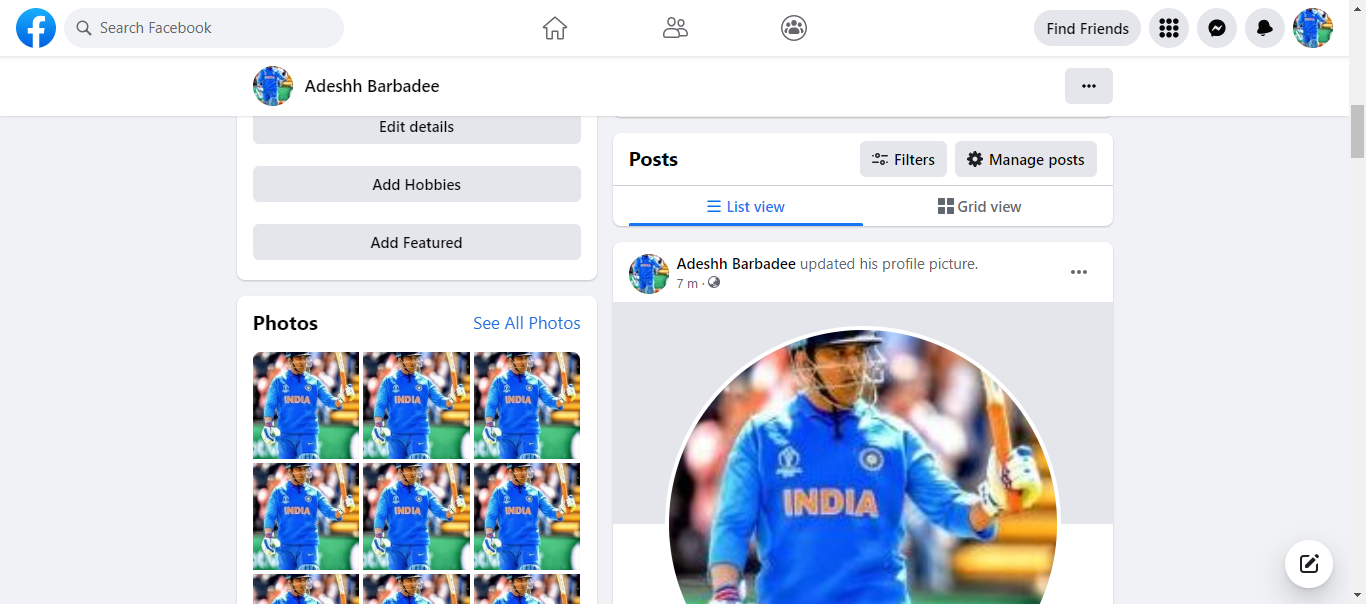 Search Facebook
Find Friends
Adeshh Barbadee
Edit details
Add Hobbies
Add Featured
Photos
See All Photos
INDIA INDIA INDIA
INDIA INDIA INDIA
Posts
Filters
Manage posts
List view
Grid view
Adeshh Barbadee updated his profile picture.
7 m ·
INDIA